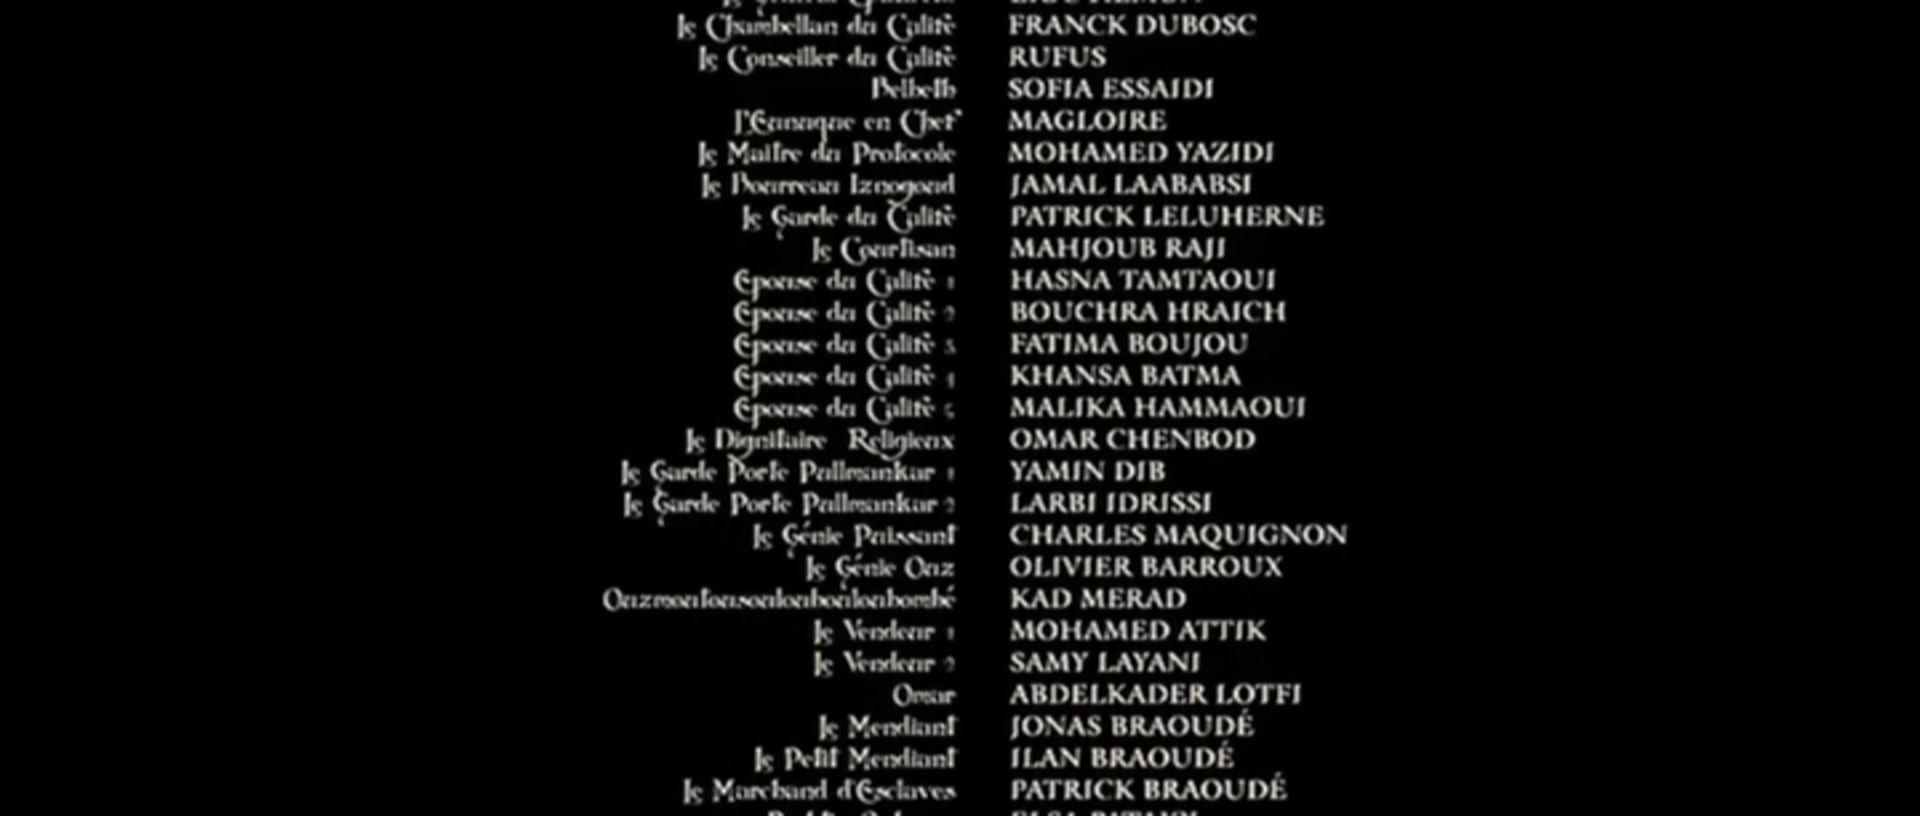 Le Chambellan du Calife FRANCK DUBOSC
Le Conseiller du Calife RUFUS
Belbeth SOFIA ESSAIDI
L'Eunuque en Chef MAGLOIRE
Le Maître du Protocole MOHAMED YAZIDI
Le Bourreau Iznogoud JAMAL LAABABSI
Le Garde du Calife PATRICK LELUHERNE
Le Courtisan MAHJOUB RAJI
Epouse du Calife 1 HASNA TAMTAOUI
Epouse du Calife 2 BOUCHRA HRAICH
Epouse du Calife 3 FATIMA BOUJOU
Epouse du Calife 4 KHANSA BATMA
Epouse du Calife 5 MALIKA HAMMAOUI
Le Dignitaire Religieux OMAR CHENBOD
Le Garde Porte Pullmankar 1 YAMIN DIB
Le Garde Porte Pullmankar 2 LARBI IDRISSI
Le Génie Puissant CHARLES MAQUIGNON
Le Génie Ouz OLIVIER BARROUX
KAD MERAD
Le Vendeur 1 MOHAMED ATTIK
Le Vendeur 2 SAMY LAYANI
Omar ABDELKADER LOTFI
Le Mendiant JONAS BRAOUDÉ
Le Petit Mendiant ILAN BRAOUDÉ
Le Marchand d'Esclaves PATRICK BRAOUDÉ